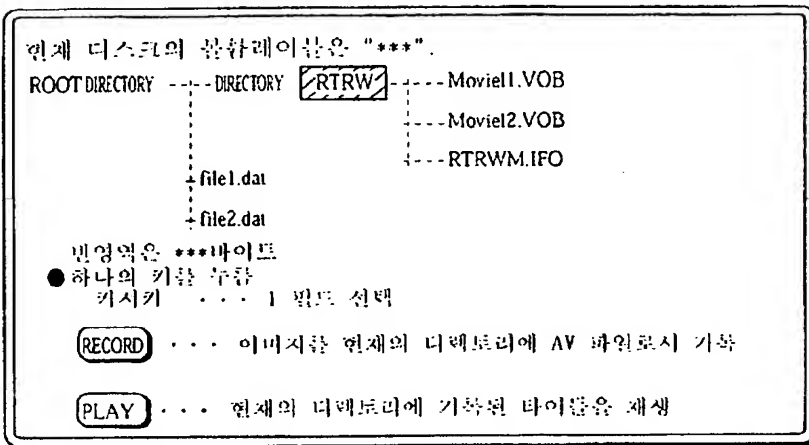 현재 디스크의 볼륨레이블은 "***".
ROOT DIRECTORY DIRECTORY RTRW Moviel1.VOB
Moviel2.VOB
RTRWM.IFO
file1.dat
file2.dat
빈영역은 ***바이트
●하나의 키를 누름
키 ・・・ 1 필드 선택
RECORD ・・・ 이미지를 현재의 디렉토리에 AV 파일로서 기록
PLAY ・・・ 현재의 디렉토리에 기록된 타이틀을 재생